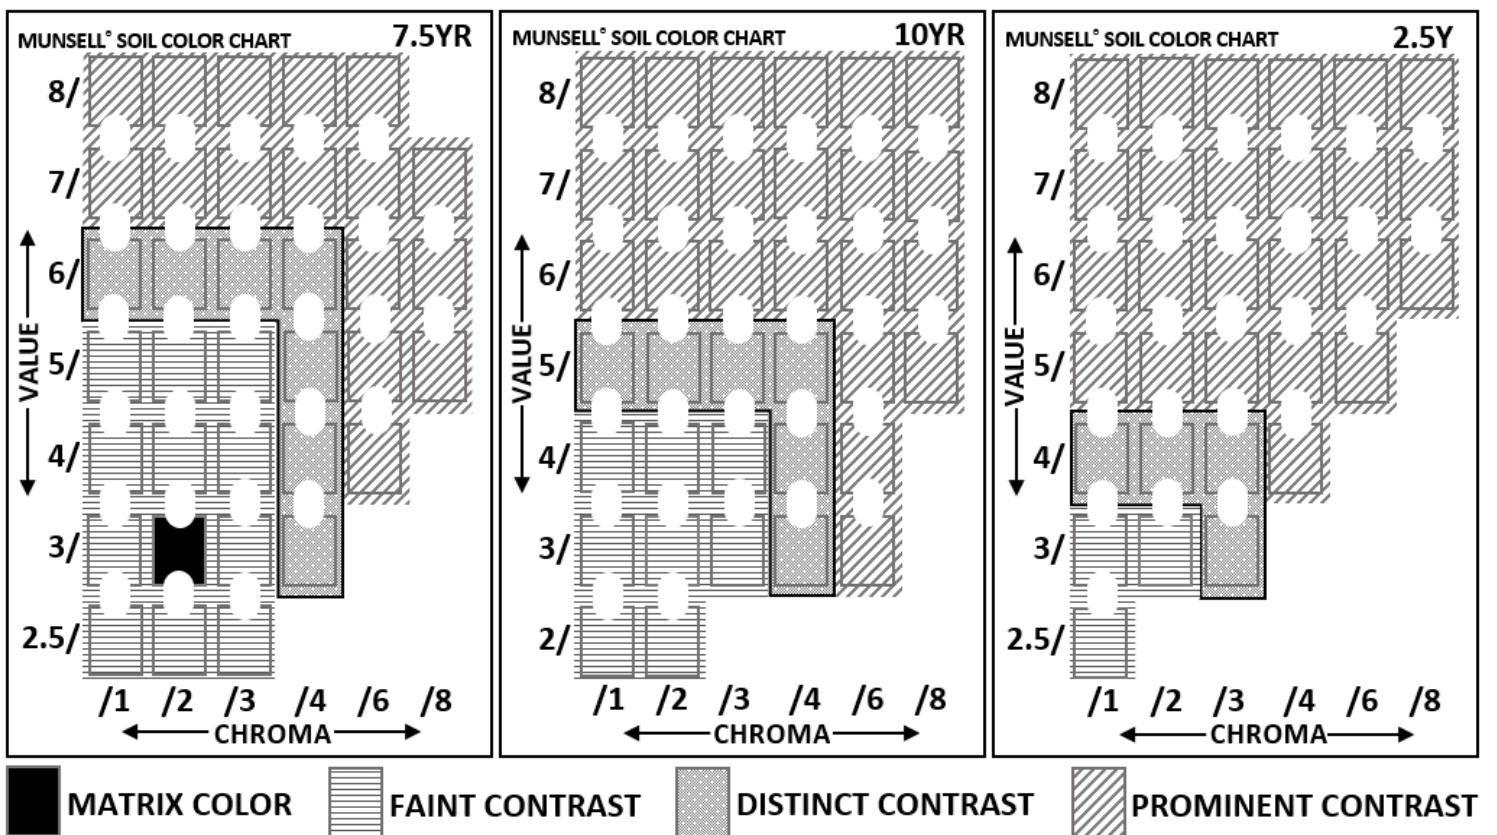 MUNSELL® SOIL COLOR CHART 7.5YR
8/
7/
6/
5/
4/
3/
2.5/
VALUE
/1 /2 /3 /4 /6 /8
CHROMA
MUNSELL® SOIL COLOR CHART 10YR
8/
7/
6/
5/
4/
3/
2/
VALUE
/1 /2 /3 /4 /6 /8
CHROMA
MUNSELL® SOIL COLOR CHART 2.5Y
8/
7/
6/
5/
4/
3/
2.5/
VALUE
/1 /2 /3 /4 /6 /8
CHROMA
MATRIX COLOR FAINT CONTRAST DISTINCT CONTRAST PROMINENT CONTRAST